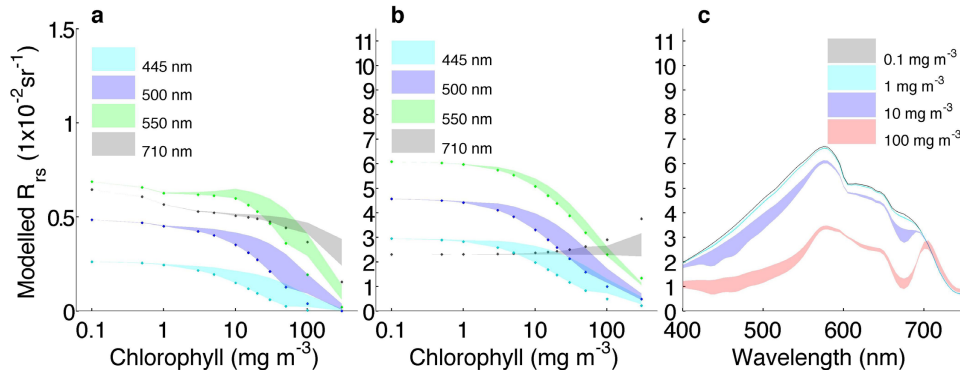 a
Modelled Rrs (1x10⁻²sr⁻¹)
1.5
1
0.5
0
445 nm
500 nm
550 nm
710 nm
0.1 1 10 100
Chlorophyll (mg m⁻³)
b
11
10
9
8
7
6
5
4
3
2
1
0
445 nm
500 nm
550 nm
710 nm
0.1 1 10 100
Chlorophyll (mg m⁻³)
c
11
10
9
8
7
6
5
4
3
2
1
0
0.1 mg m⁻³
1 mg m⁻³
10 mg m⁻³
100 mg m⁻³
400 500 600 700
Wavelength (nm)